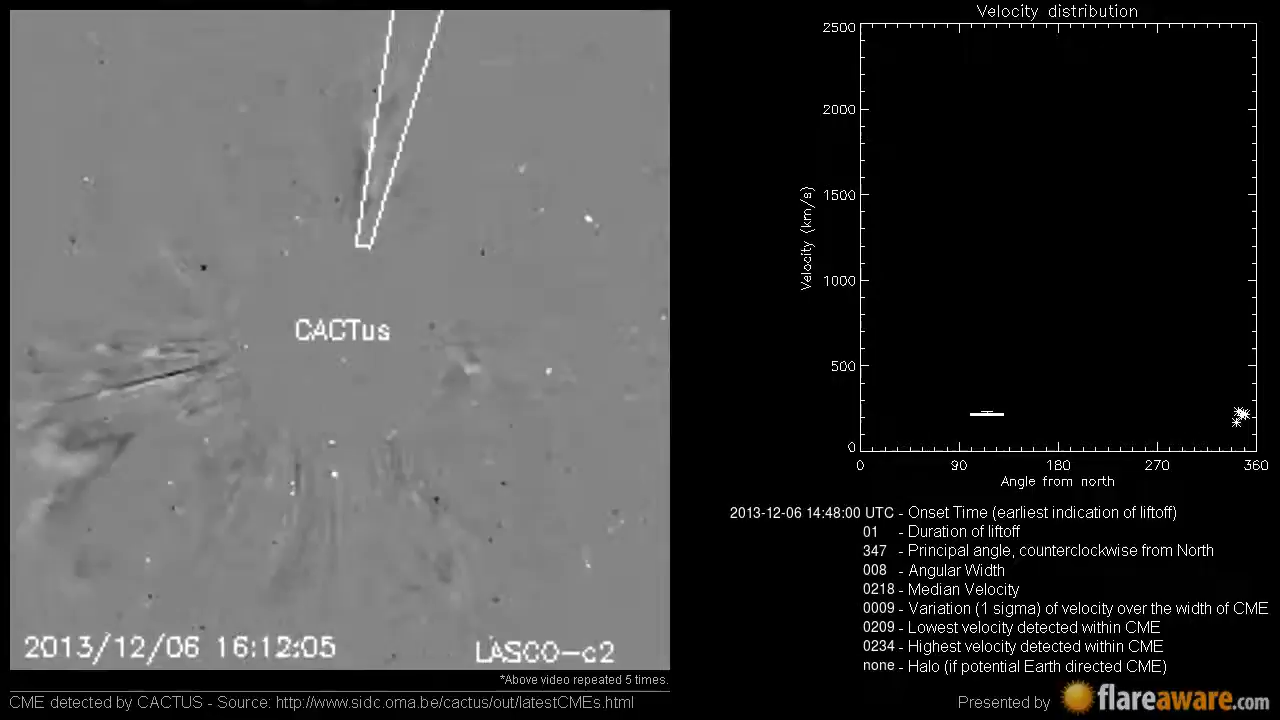 CACTus
2013/12/06 16:12:05
LASCO-c2
*Above video repeated 5 times.
CME detected by CACTUS - Source: http://www.sidc.oma.be/cactus/out/latestCMEs.html
Velocity distribution
2500
2000
1500
1000
500
0
Velocity (km/s)
0 90 180 270 360
Angle from north
2013-12-06 14:48:00 UTC - Onset Time (earliest indication of liftoff)
01 - Duration of liftoff
347 - Principal angle, counterclockwise from North
008 - Angular Width
0218 - Median Velocity
0009 - Variation (1 sigma) of velocity over the width of CME
0209 - Lowest velocity detected within CME
0234 - Highest velocity detected within CME
none - Halo (if potential Earth directed CME)
Presented by flareaware.com